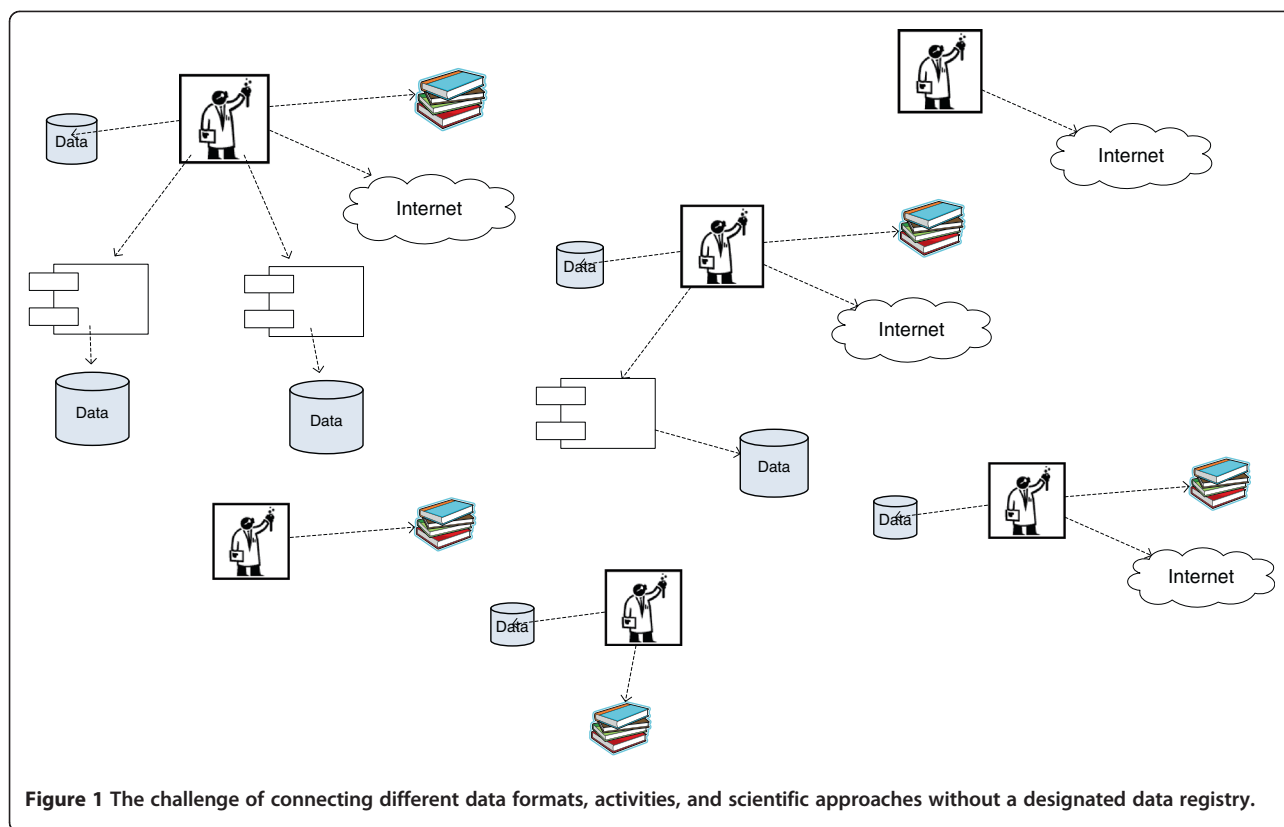 Internet
Data
Internet
Data
Internet
Data
Data
Data
Data
Data
Internet
Data
Figure 1 The challenge of connecting different data formats, activities, and scientific approaches without a designated data registry.